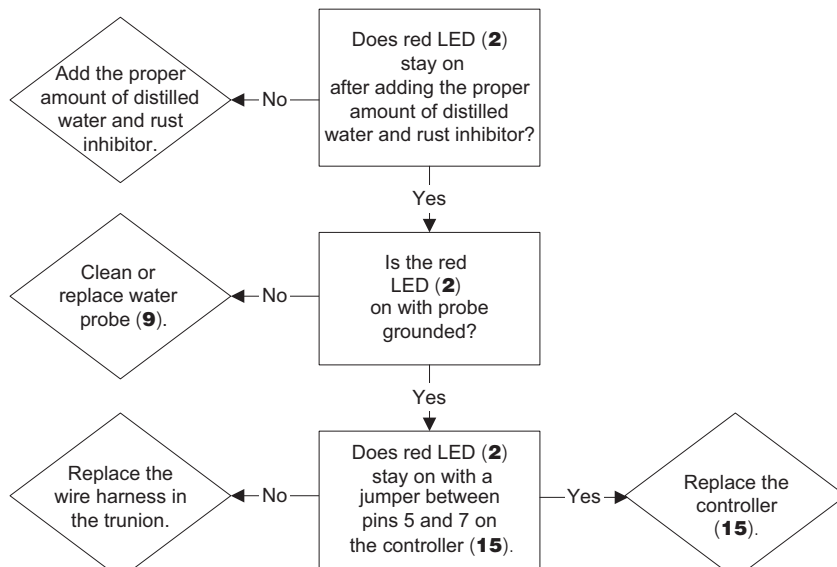 Does red LED (2)
stay on
after adding the proper
amount of distilled
water and rust inhibitor?
No
Add the proper
amount of distilled
water and rust
inhibitor.
Yes
Is the red
LED (2)
on with probe
grounded?
No
Clean or
replace water
probe (9).
Yes
Does red LED (2)
stay on with a
jumper between
pins 5 and 7 on
the controller (15).
No
Replace the
wire harness in
the trunion.
Yes
Replace the
controller
(15).